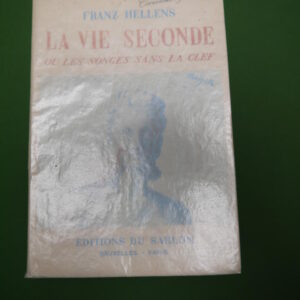 FRANZ HELLENS
LA VIE SECONDE
OU LES SONGES SANS LA CLEF
EDITIONS DU SABLON
BRUXELLES - PARIS